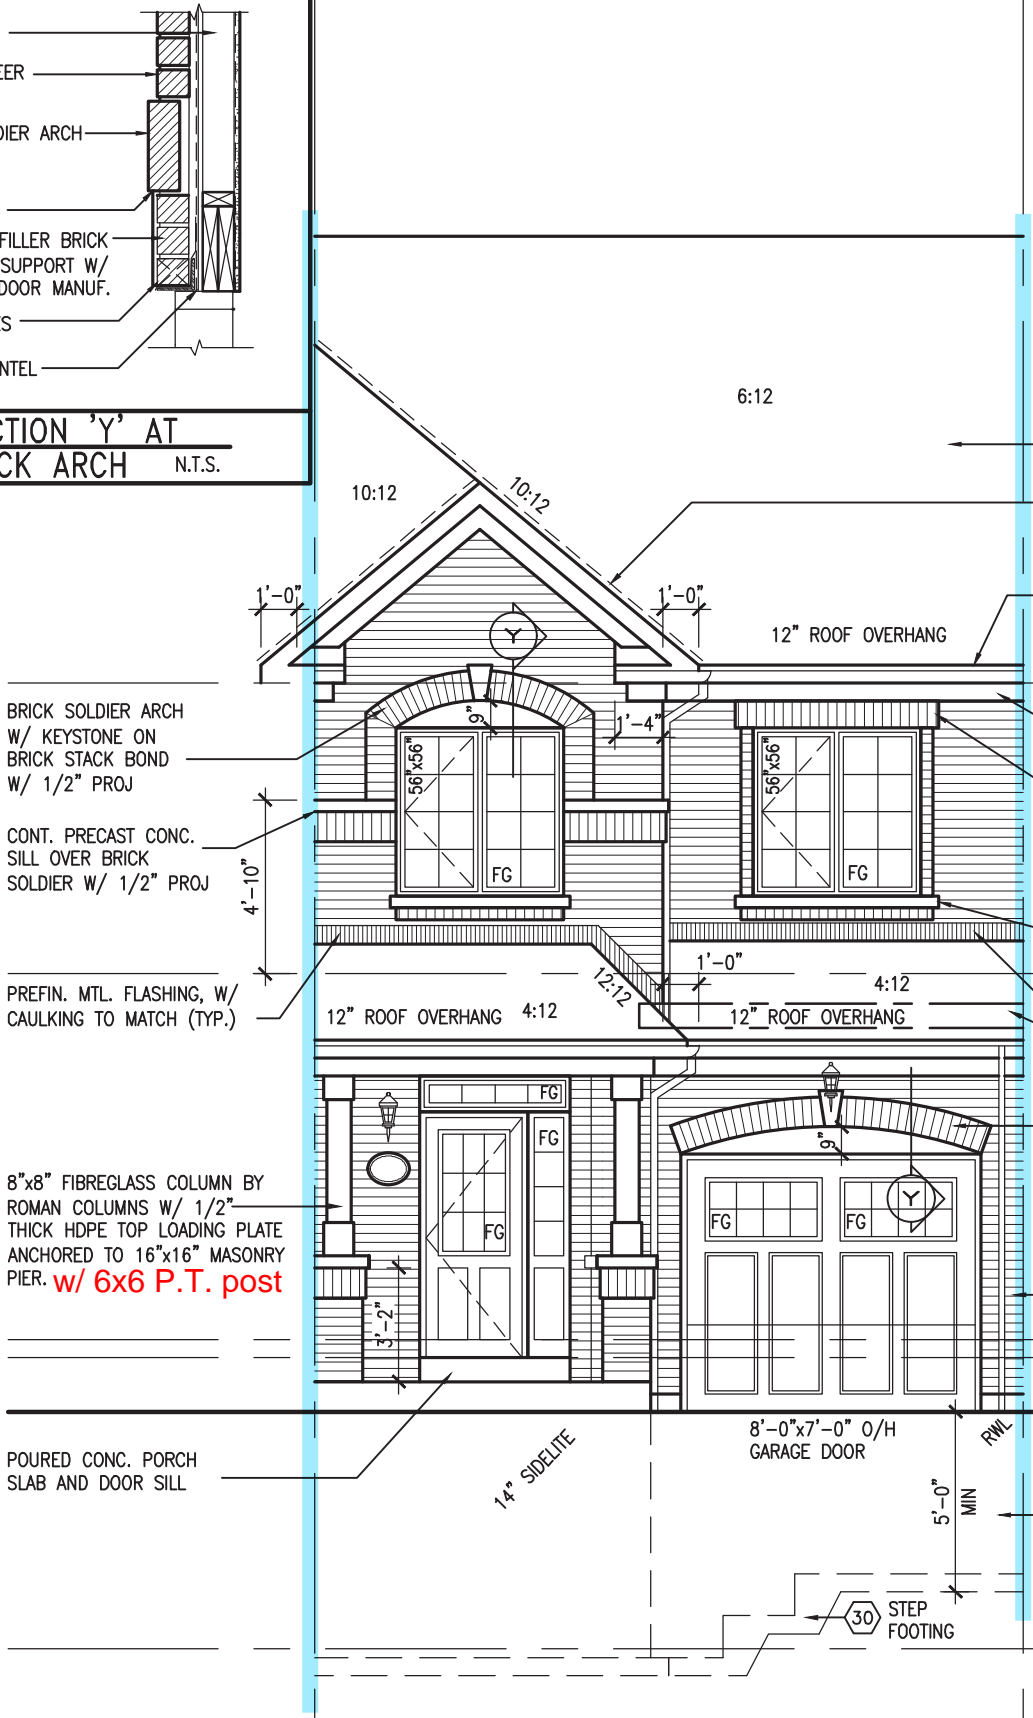 EER
DIER ARCH
FILLER BRICK
SUPPORT W/
DOOR MANUF.
ES
NTEL
CTION 'Y' AT
CK ARCH N.T.S.
6:12
10:12
10:12
1'-0"
1'-0"
12" ROOF OVERHANG
Y
BRICK SOLDIER ARCH
W/ KEYSTONE ON
BRICK STACK BOND
W/ 1/2" PROJ
9"
1'-4"
56"x56"
56"x56"
CONT. PRECAST CONC.
SILL OVER BRICK
SOLDIER W/ 1/2" PROJ
4'-10"
FG
FG
PREFIN. MTL. FLASHING, W/
CAULKING TO MATCH (TYP.)
1'-0"
12:12
4:12
12" ROOF OVERHANG 4:12
12" ROOF OVERHANG
FG
FG
FG
9"
8"x8" FIBREGLASS COLUMN BY
ROMAN COLUMNS W/ 1/2"
THICK HDPE TOP LOADING PLATE
ANCHORED TO 16"x16" MASONRY
PIER. w/ 6x6 P.T. post
FG
FG
Y
3'-2"
8'-0"x7'-0" O/H
GARAGE DOOR
RWL
14" SIDELITE
POURED CONC. PORCH
SLAB AND DOOR SILL
5'-0"
MIN
30
STEP
FOOTING